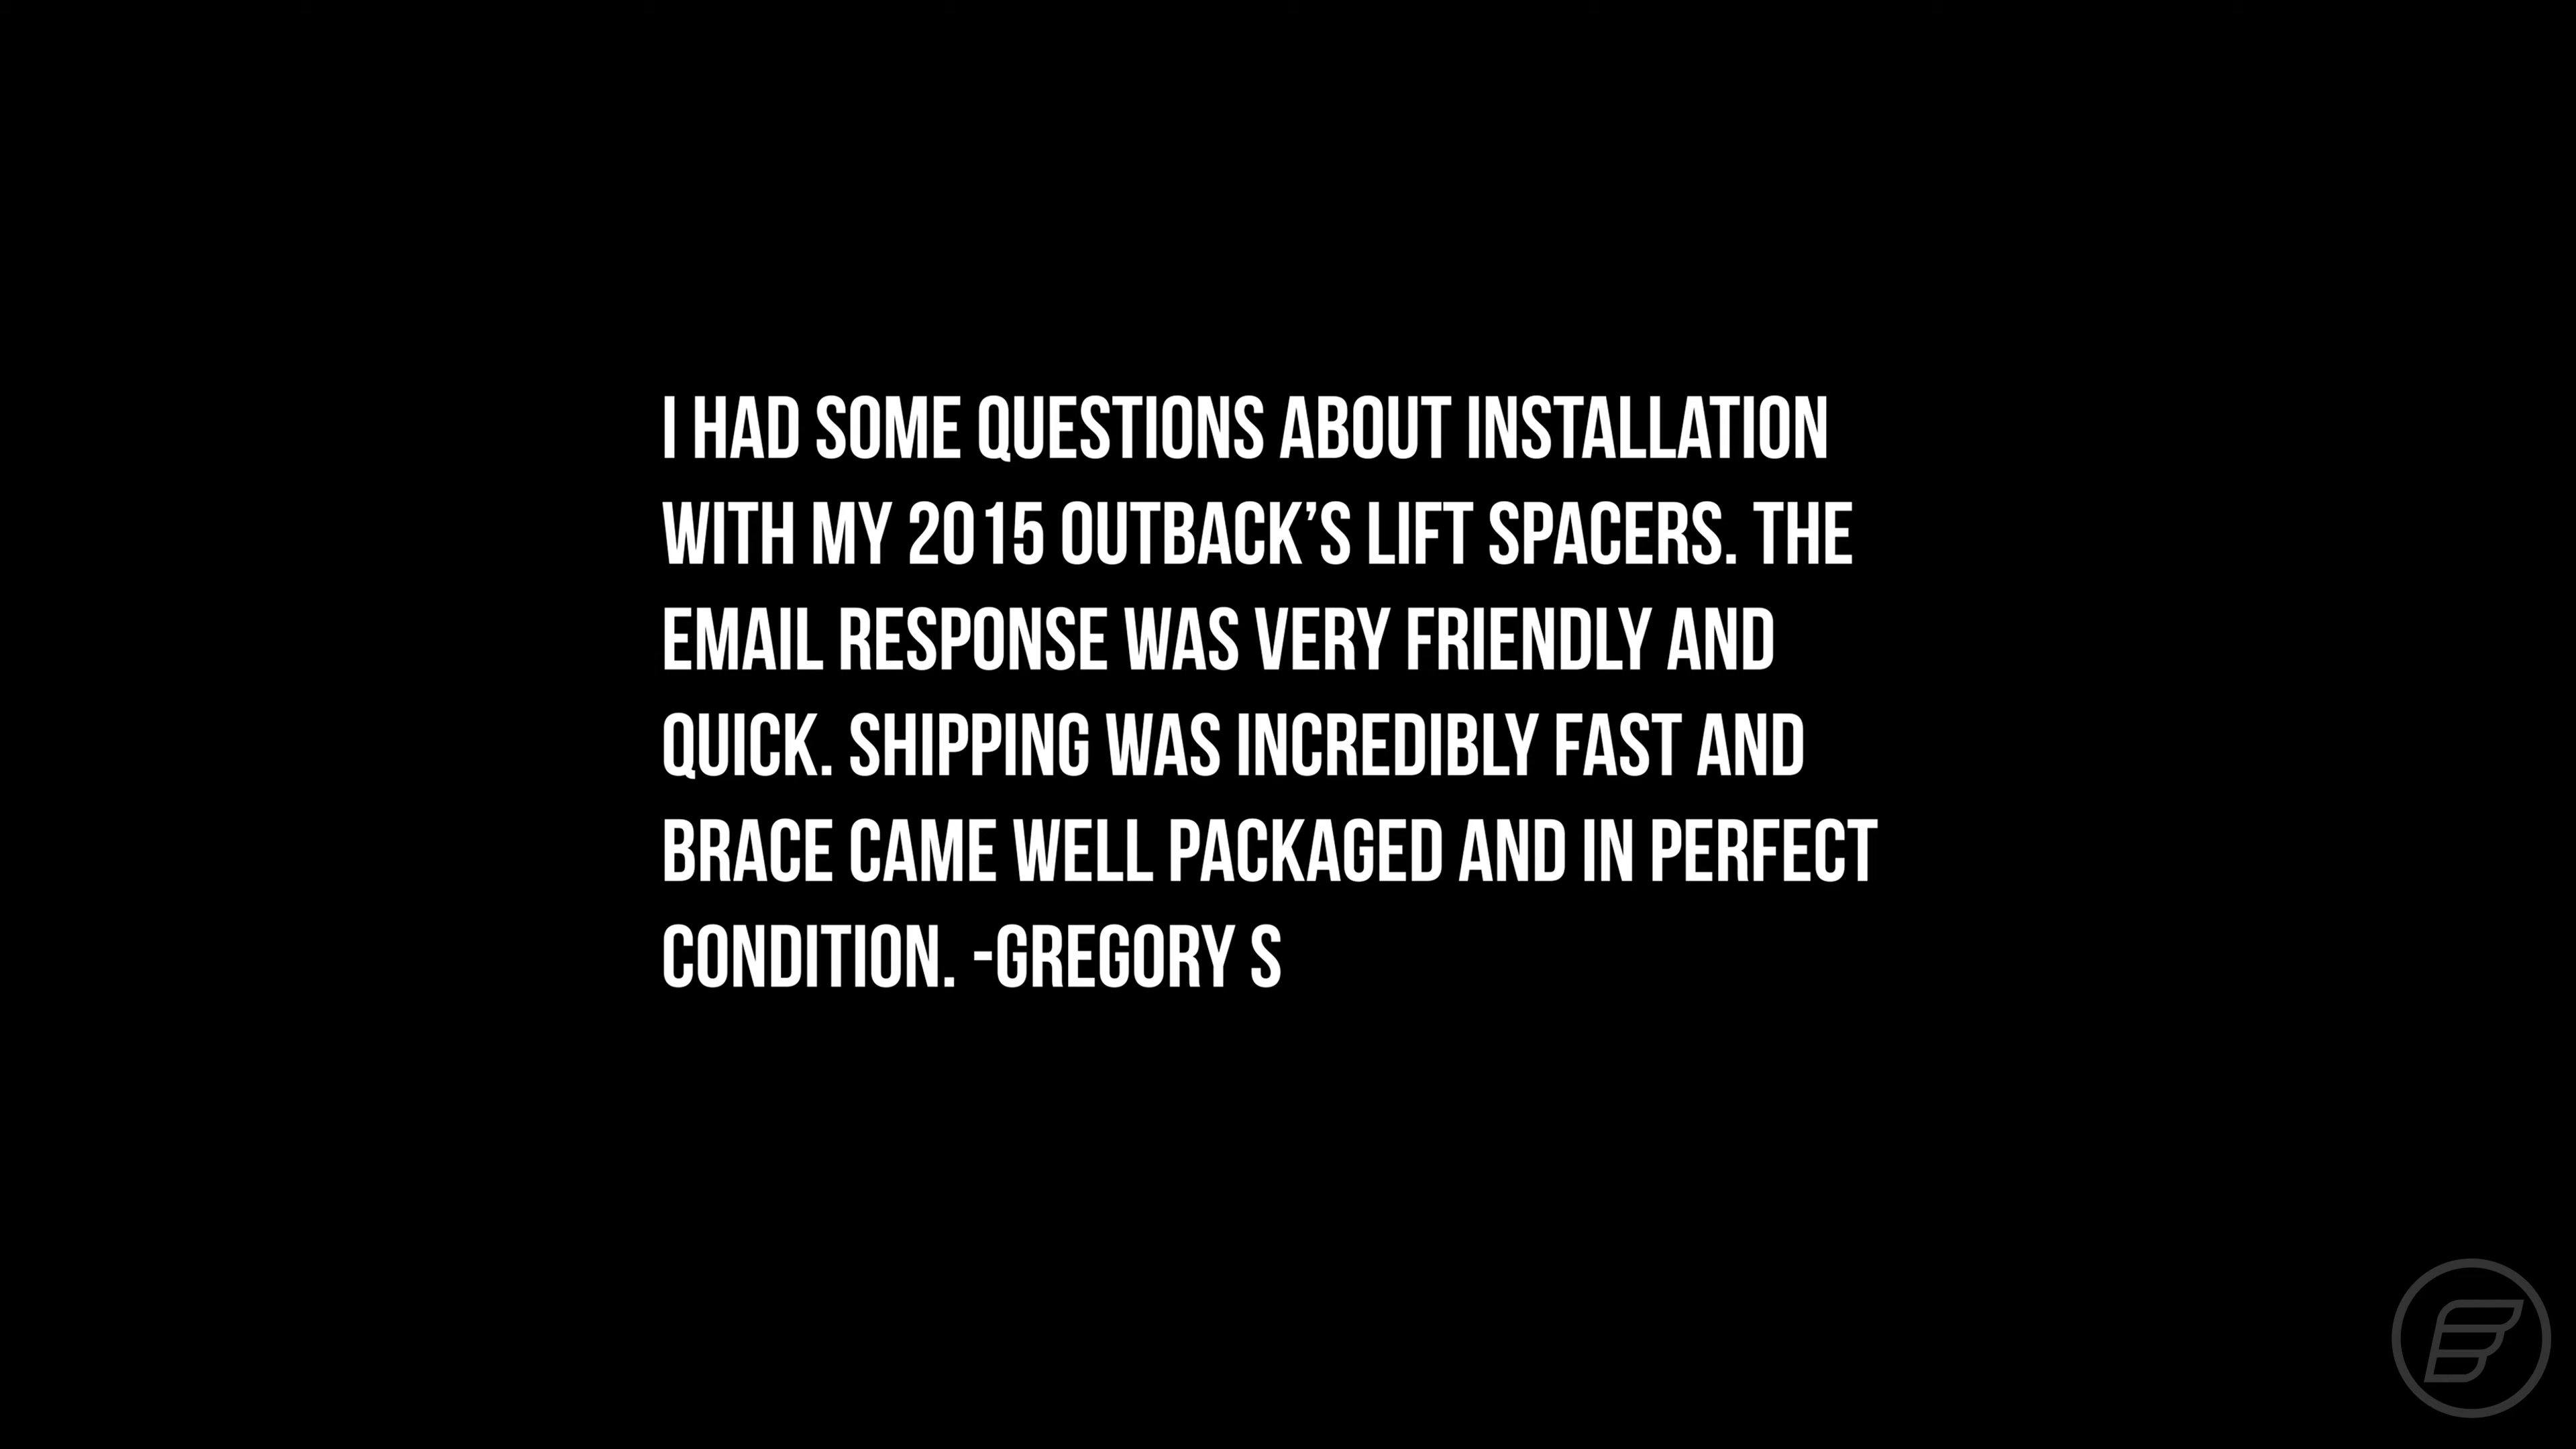 I HAD SOME QUESTIONS ABOUT INSTALLATION
WITH MY 2015 OUTBACK’S LIFT SPACERS. THE
EMAIL RESPONSE WAS VERY FRIENDLY AND
QUICK. SHIPPING WAS INCREDIBLY FAST AND
BRACE CAME WELL PACKAGED AND IN PERFECT
CONDITION. -GREGORY S